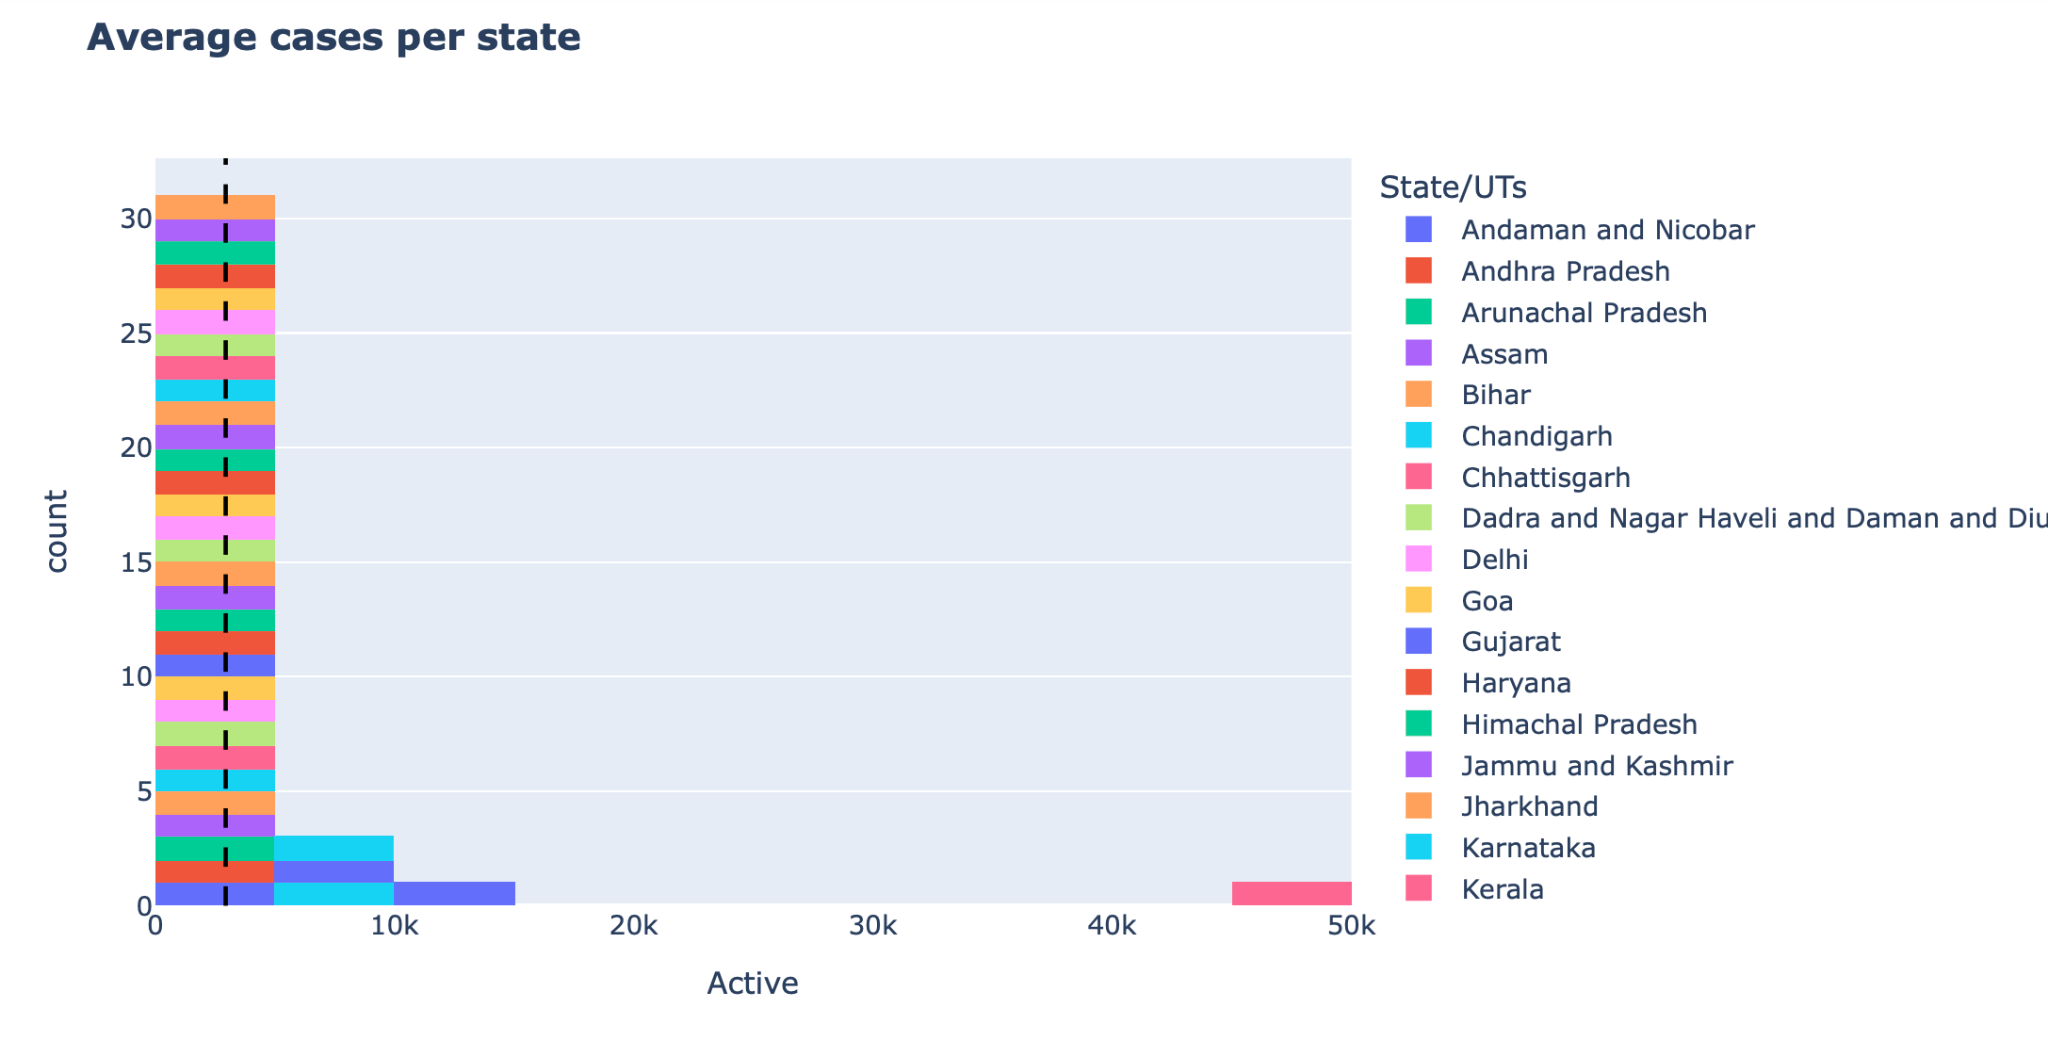 Average cases per state
State/UTs
Andaman and Nicobar
Andhra Pradesh
Arunachal Pradesh
Assam
Bihar
Chandigarh
Chhattisgarh
Dadra and Nagar Haveli and Daman and Diu
Delhi
Goa
Gujarat
Haryana
Himachal Pradesh
Jammu and Kashmir
Jharkhand
Karnataka
Kerala
count
30
25
20
15
10
5
0
0 10k 20k 30k 40k 50k
Active